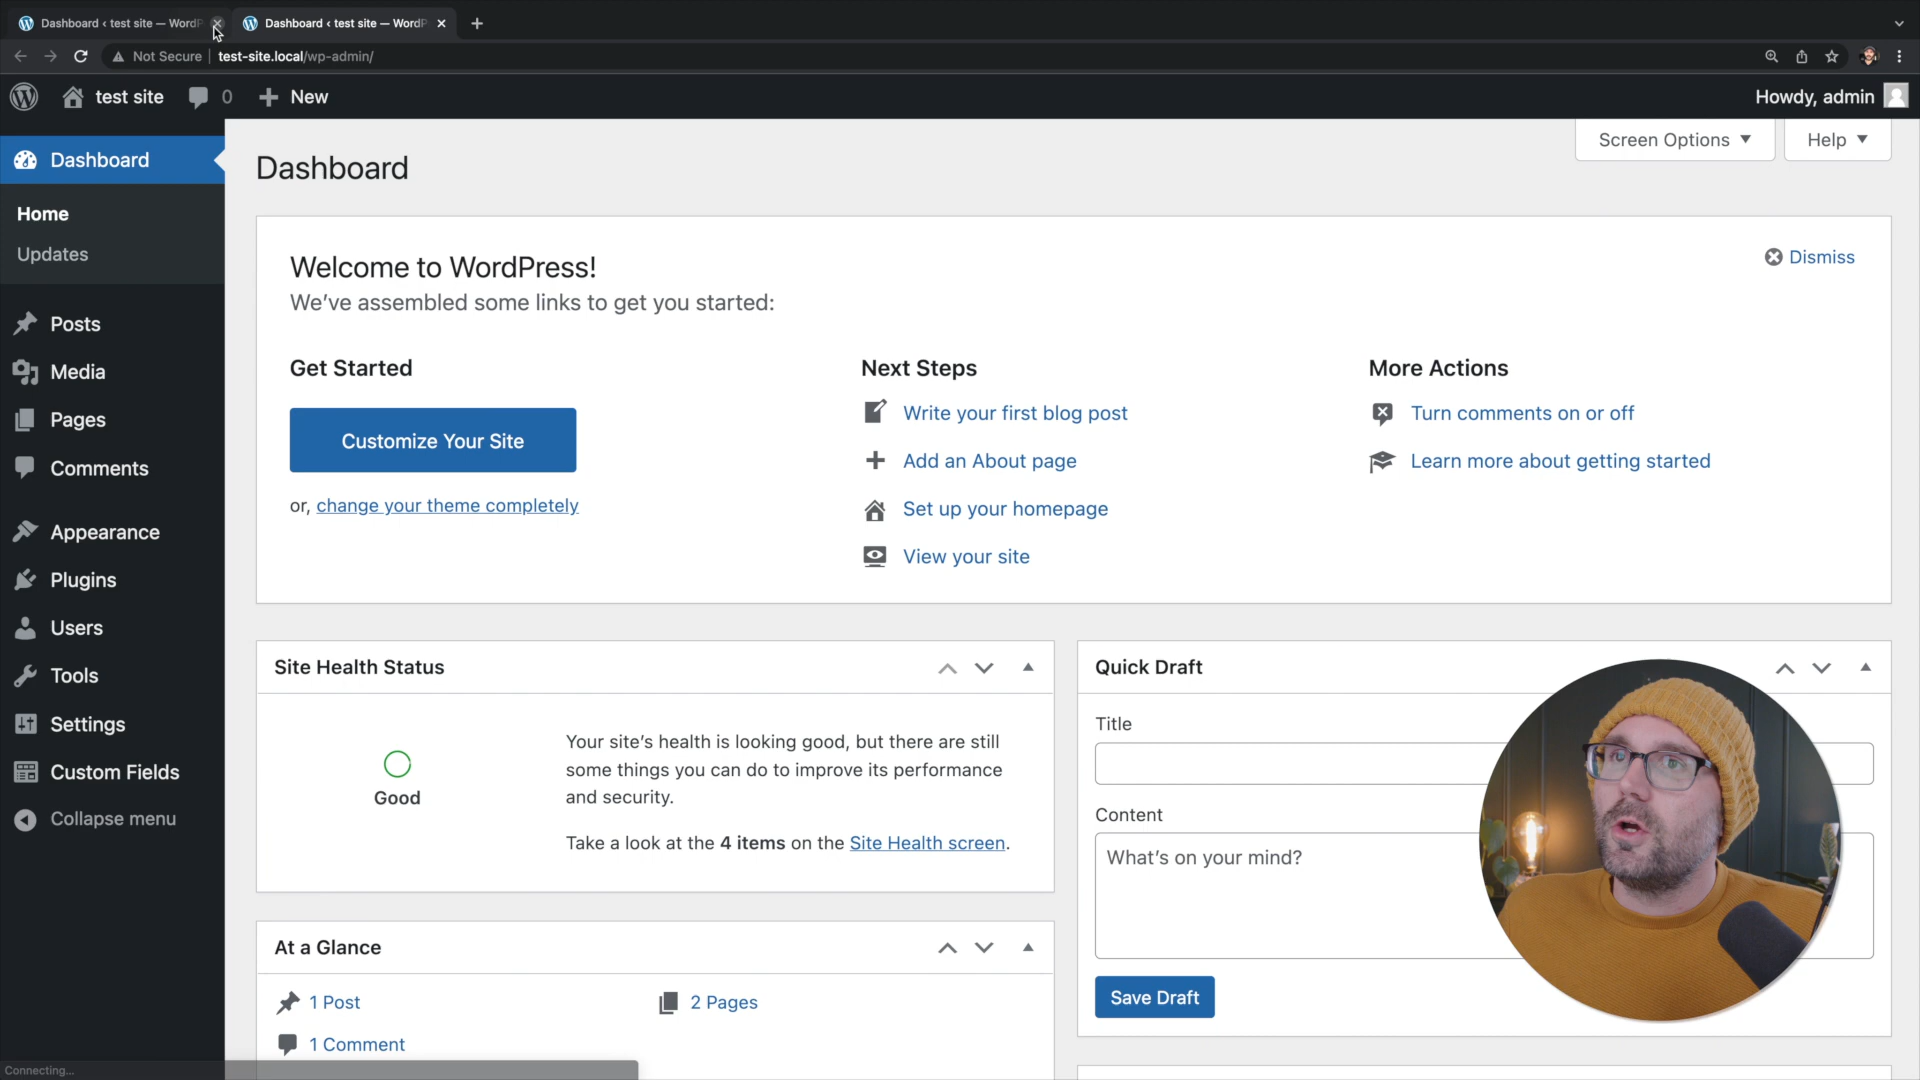 Dashboard ‹ test site — WordP
Dashboard ‹ test site — WordP
Not Secure
test-site.local/wp-admin/
test site
0
New
Howdy, admin
Dashboard
Home
Updates
Posts
Media
Pages
Comments
Appearance
Plugins
Users
Tools
Settings
Custom Fields
Collapse menu
Connecting...
Screen Options
Help
Dashboard
Welcome to WordPress!
We’ve assembled some links to get you started:
Dismiss
Get Started
Customize Your Site
or, change your theme completely
Next Steps
Write your first blog post
Add an About page
Set up your homepage
View your site
More Actions
Turn comments on or off
Learn more about getting started
Site Health Status
Good
Your site’s health is looking good, but there are still
some things you can do to improve its performance
and security.
Take a look at the 4 items on the Site Health screen.
At a Glance
1 Post
2 Pages
1 Comment
Quick Draft
Title
Content
What’s on your mind?
Save Draft